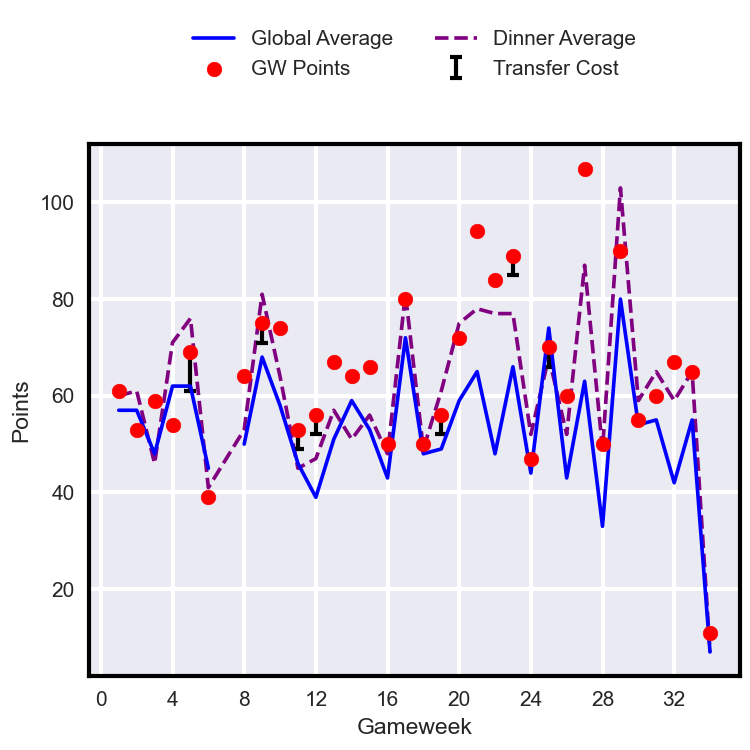 Global Average Dinner Average
GW Points Transfer Cost
100
80
60
40
20
Points
0 4 8 12 16 20 24 28 32
Gameweek